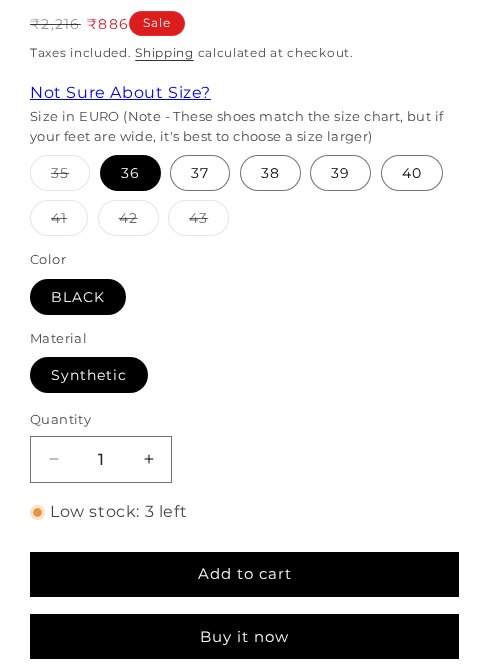 ₹2,216 ₹886 Sale
Taxes included. Shipping calculated at checkout.
Not Sure About Size?
Size in EURO (Note - These shoes match the size chart, but if
your feet are wide, it's best to choose a size larger)
35 36 37 38 39 40
41 42 43
Color
BLACK
Material
Synthetic
Quantity
− 1 +
Low stock: 3 left
Add to cart
Buy it now